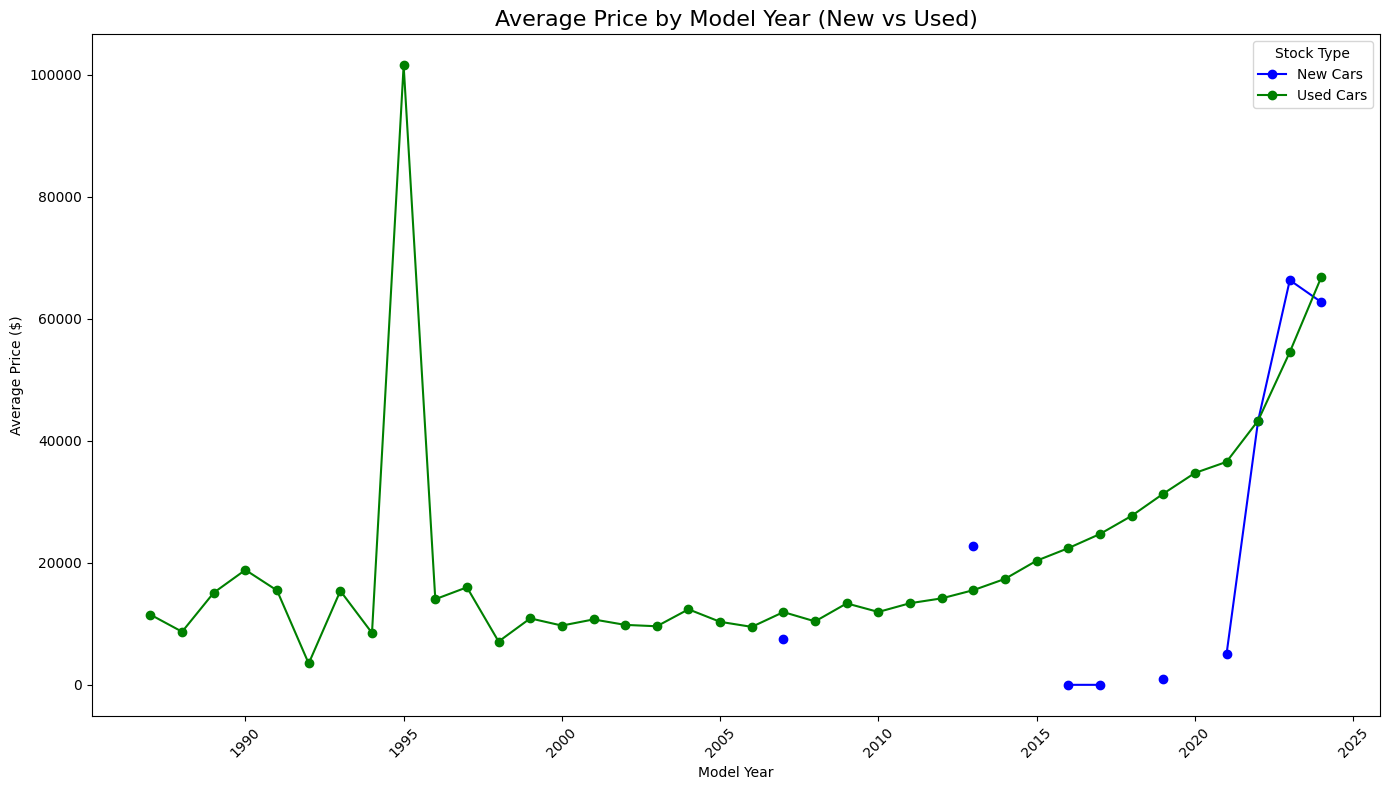 Average Price by Model Year (New vs Used)
Stock Type
New Cars
Used Cars
Average Price ($)
100000
80000
60000
40000
20000
0
1990
1995
2000
2005
2010
2015
2020
2025
Model Year